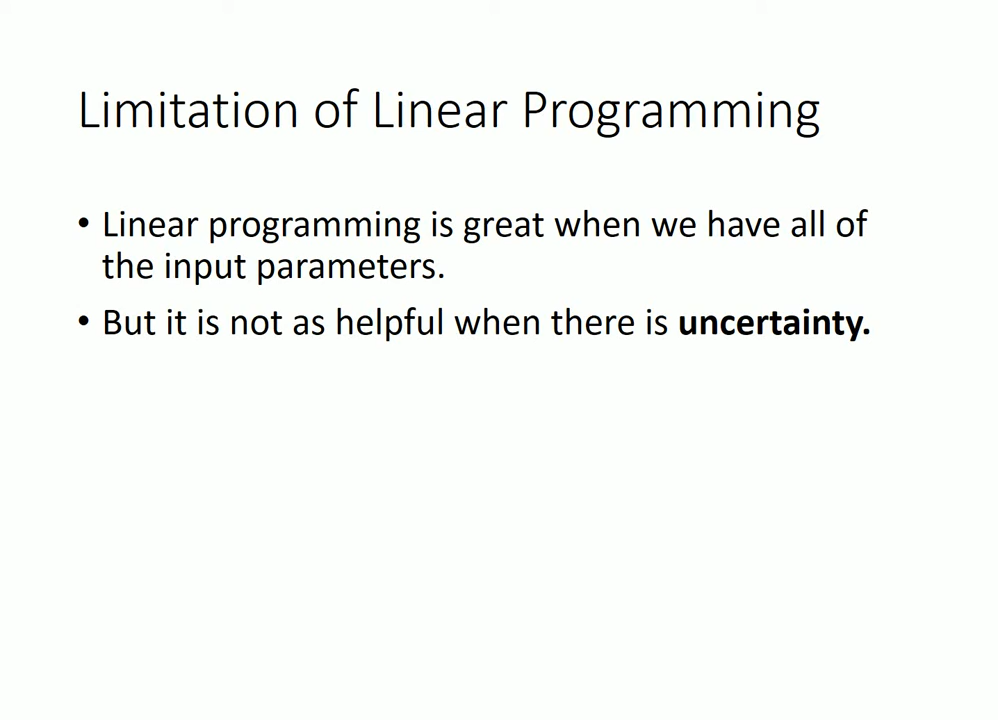 Limitation of Linear Programming
• Linear programming is great when we have all of
the input parameters.
• But it is not as helpful when there is uncertainty.